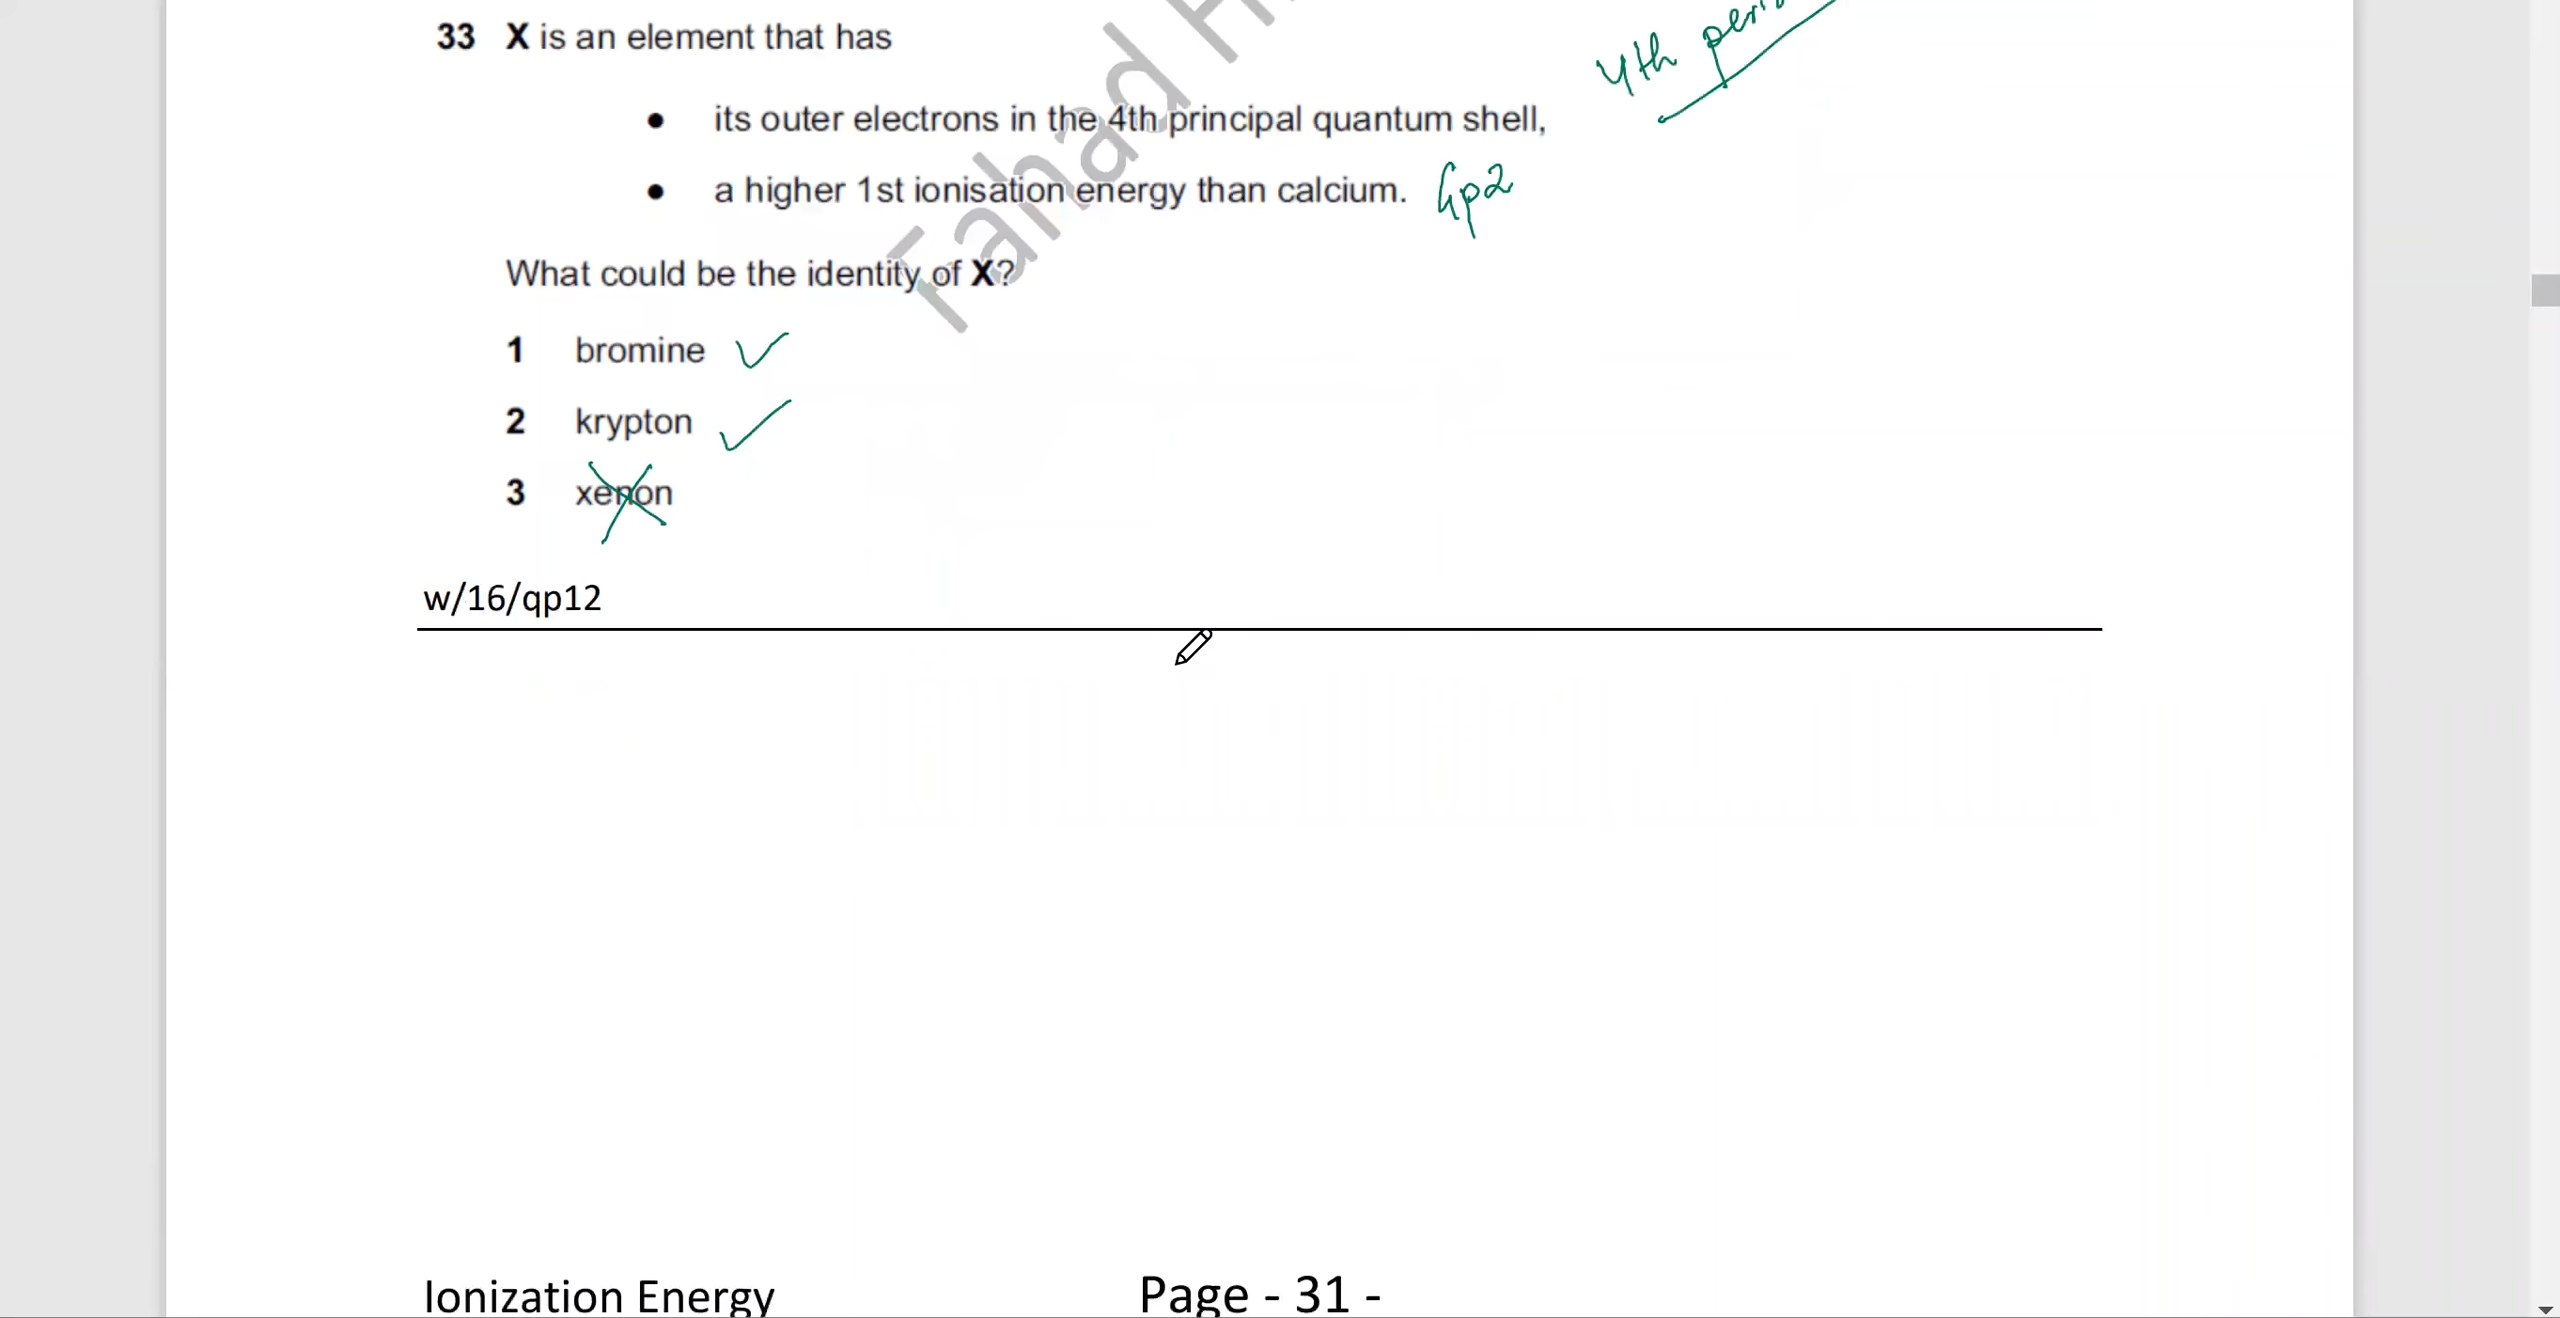 33 X is an element that has
4th
• its outer electrons in the 4th principal quantum shell,
• a higher 1st ionisation energy than calcium. Gp2
What could be the identity of X?
1 bromine
2 krypton
3 xenon
w/16/qp12
Ionization Energy Page - 31 -
Fahad